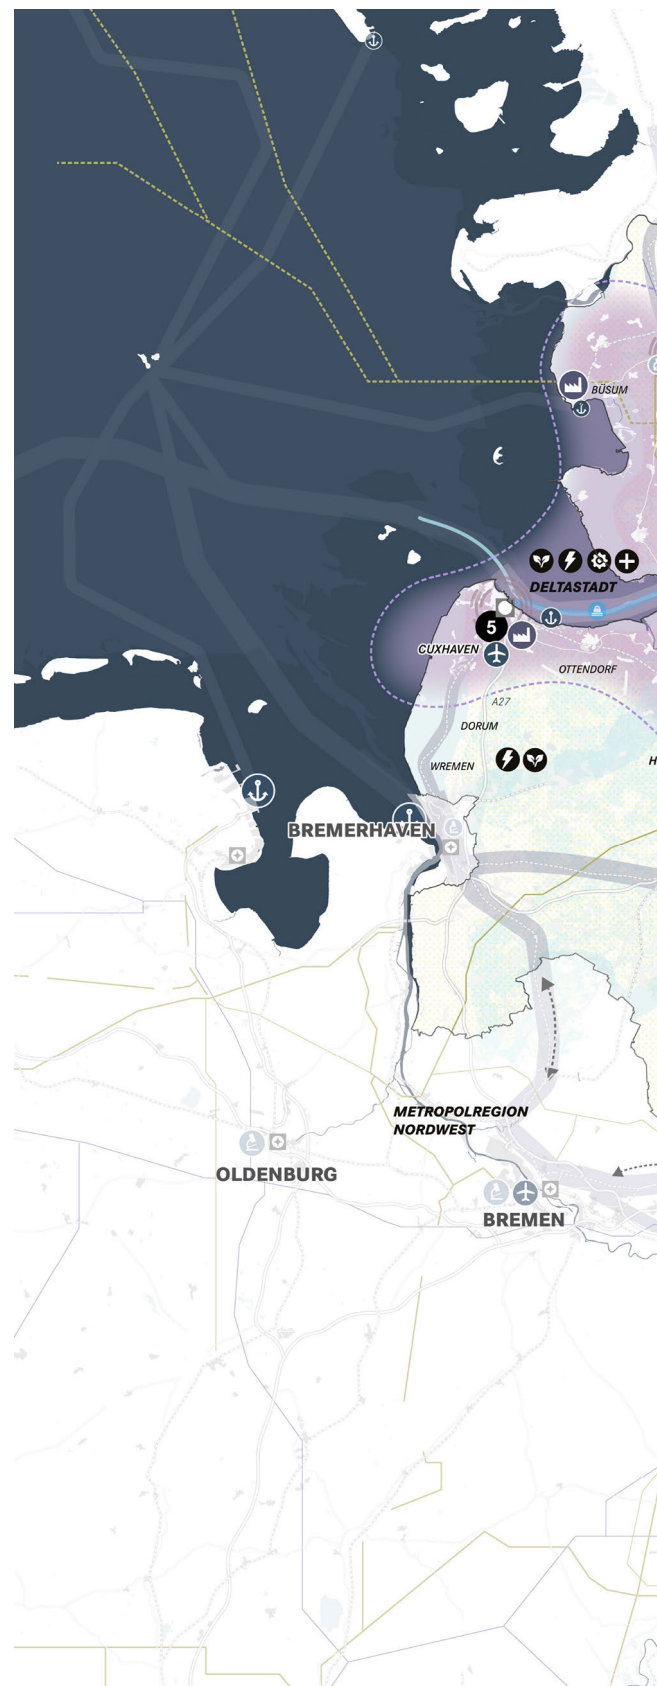 BÜSUM
DELTASTADT
5
CUXHAVEN
OTTENDORF
A27
DORUM
WREMEN
H
BREMERHAVEN
METROPOLREGION
NORDWEST
OLDENBURG
BREMEN